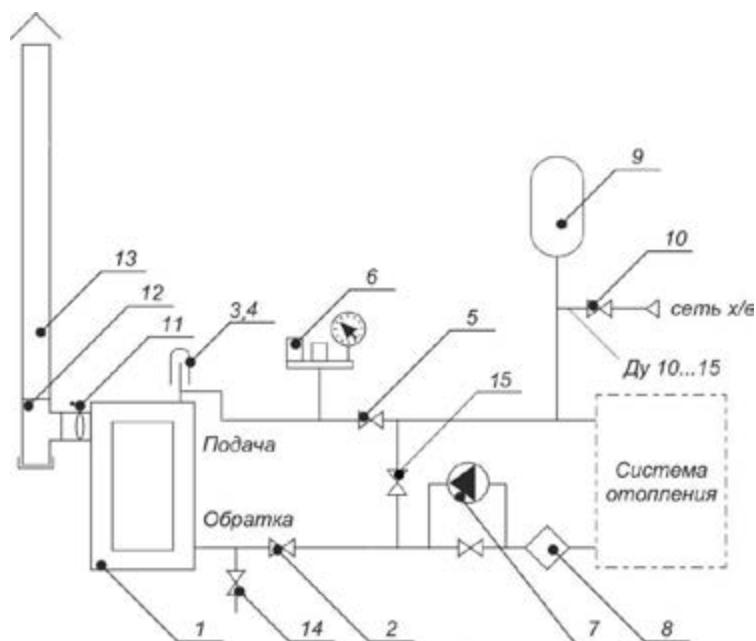 9
10
13
6
12
11
3,4
5
сеть х/в
15
Ду 10...15
Подача
Система
отопления
Обратка
1
14
2
7
8